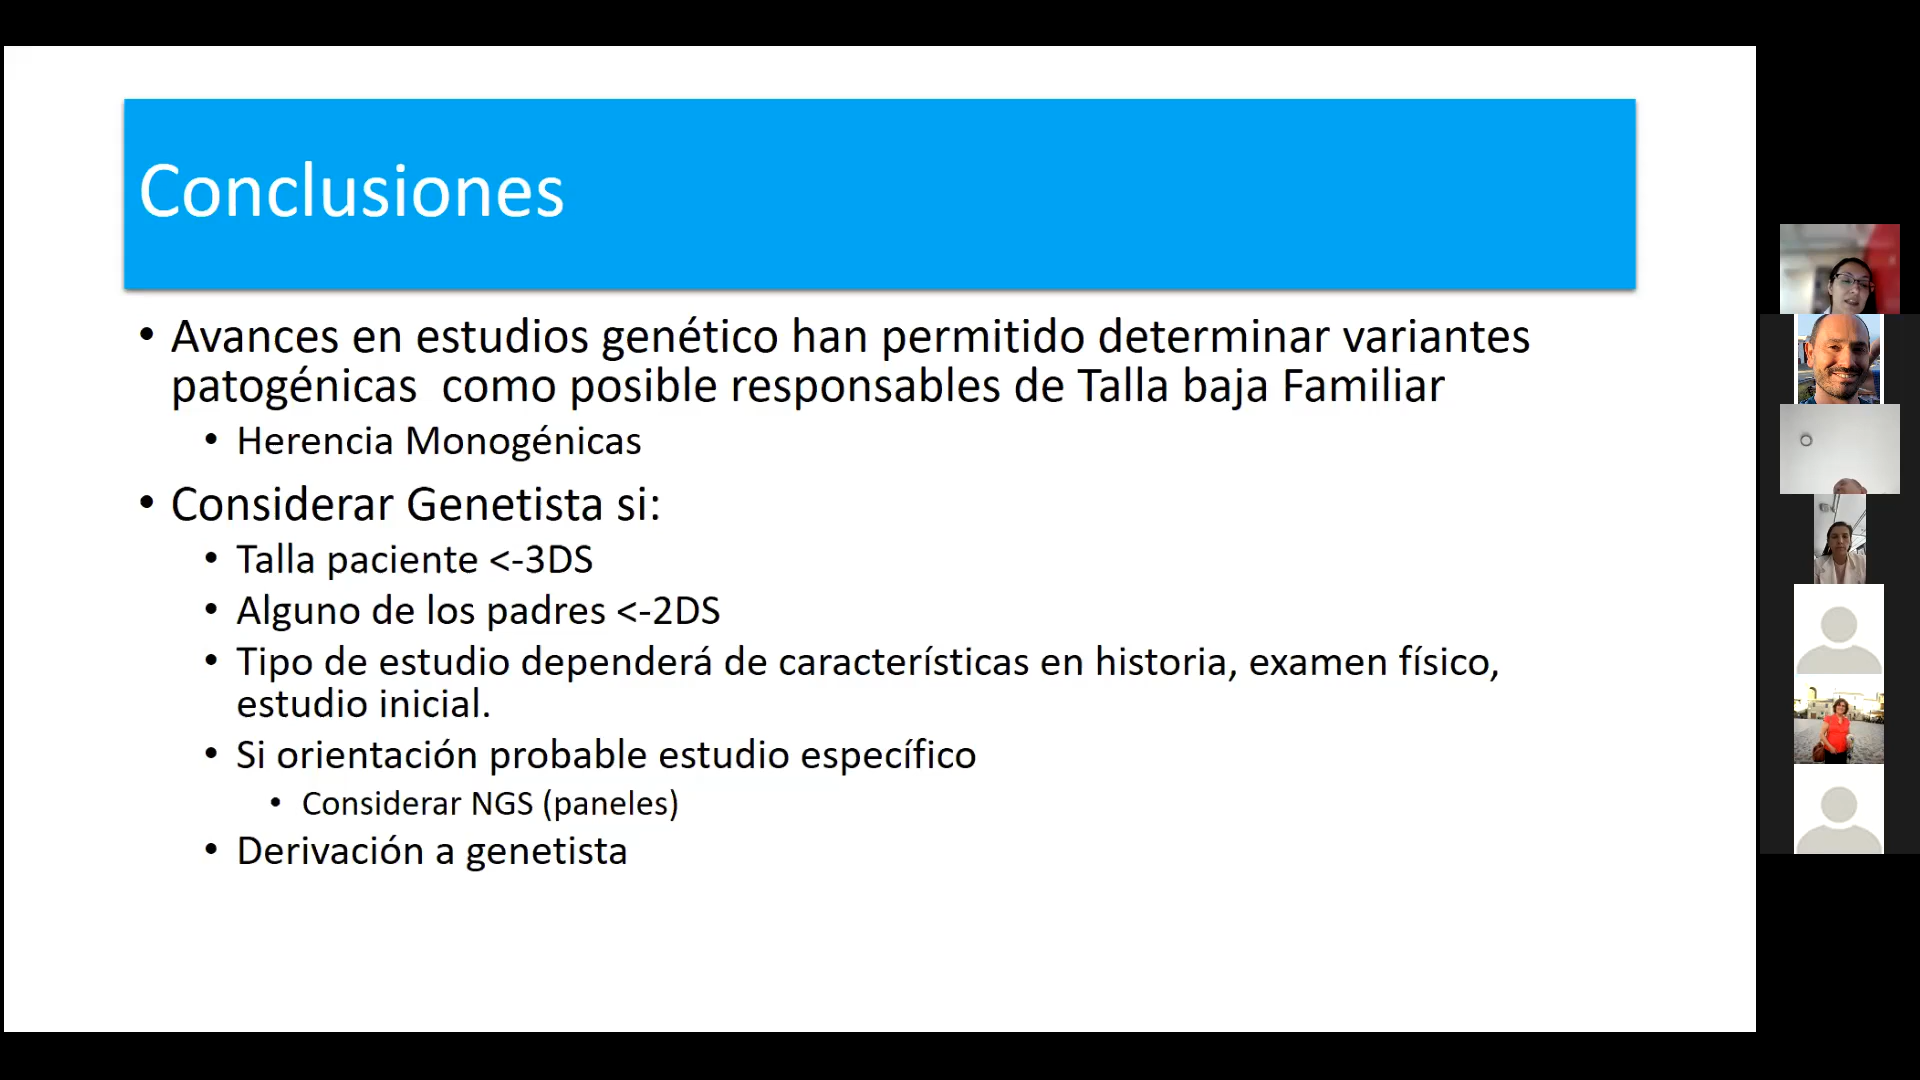 Conclusiones
• Avances en estudios genético han permitido determinar variantes
patogénicas  como posible responsables de Talla baja Familiar
• Herencia Monogénicas
• Considerar Genetista si:
• Talla paciente <-3DS
• Alguno de los padres <-2DS
• Tipo de estudio dependerá de características en historia, examen físico,
estudio inicial.
• Si orientación probable estudio específico
• Considerar NGS (paneles)
• Derivación a genetista